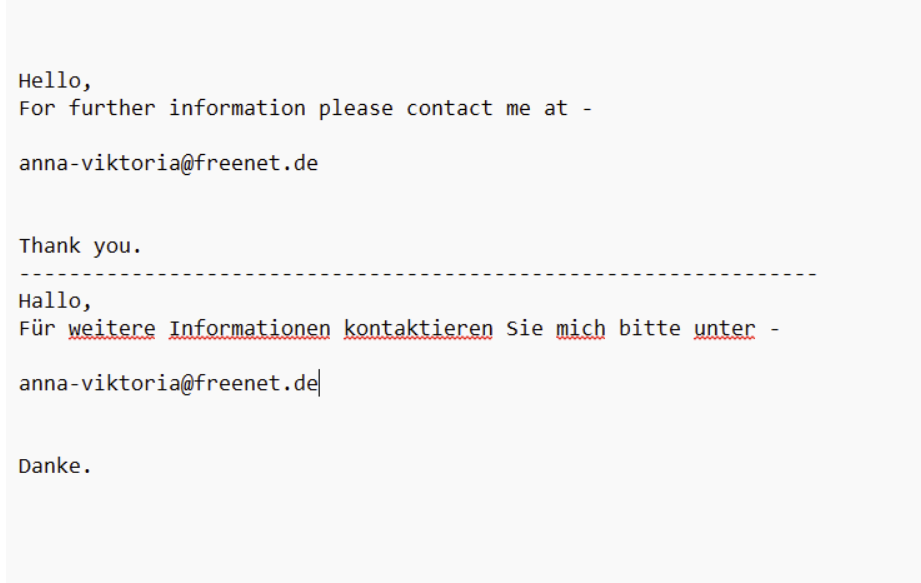 Hello,
For further information please contact me at -
anna-viktoria@freenet.de
Thank you.
----------------------------------------------------------------
Hallo,
Für weitere Informationen kontaktieren Sie mich bitte unter -
anna-viktoria@freenet.de
Danke.